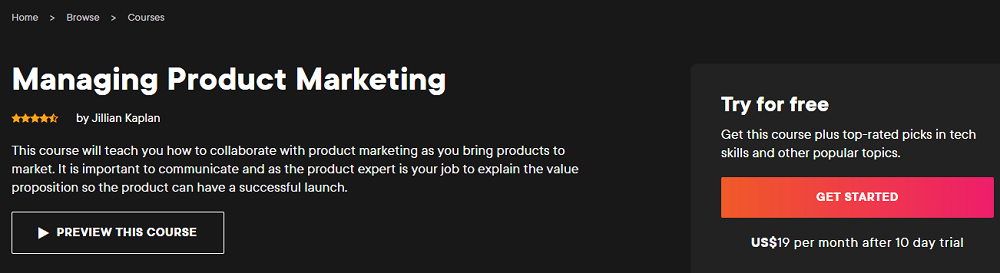 Home > Browse > Courses
Managing Product Marketing
by Jillian Kaplan
This course will teach you how to collaborate with product marketing as you bring products to
market. It is important to communicate and as the product expert is your job to explain the value
proposition so the product can have a successful launch.
PREVIEW THIS COURSE
Try for free
Get this course plus top-rated picks in tech
skills and other popular topics.
GET STARTED
US$19 per month after 10 day trial